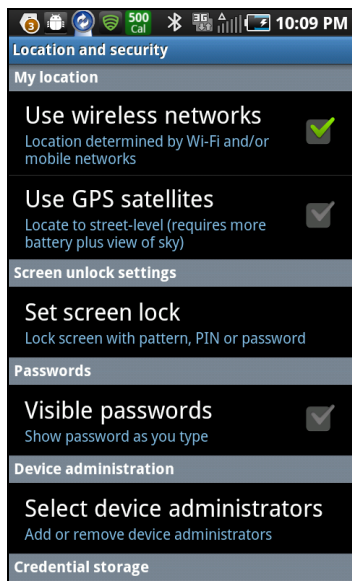 3 500 Cal 3G 10:09 PM
Location and security
My location
Use wireless networks
Location determined by Wi-Fi and/or
mobile networks
Use GPS satellites
Locate to street-level (requires more
battery plus view of sky)
Screen unlock settings
Set screen lock
Lock screen with pattern, PIN or password
Passwords
Visible passwords
Show password as you type
Device administration
Select device administrators
Add or remove device administrators
Credential storage